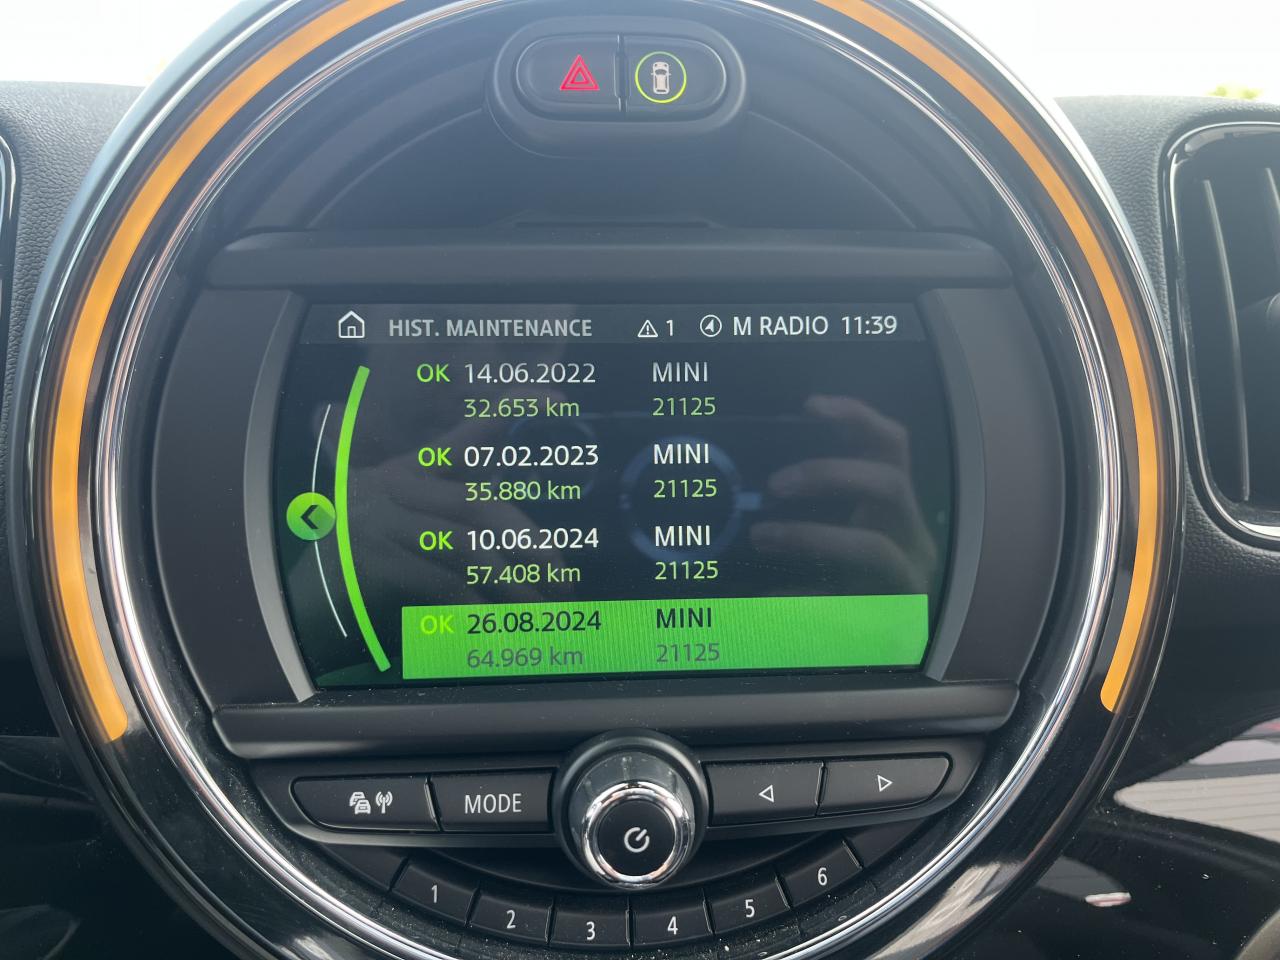 HIST. MAINTENANCE 1 M RADIO 11:39
OK 14.06.2022 MINI
32.653 km 21125
OK 07.02.2023 MINI
35.880 km 21125
OK 10.06.2024 MINI
57.408 km 21125
OK 26.08.2024 MINI
64.969 km 21125
MODE
1 2 3 4 5 6